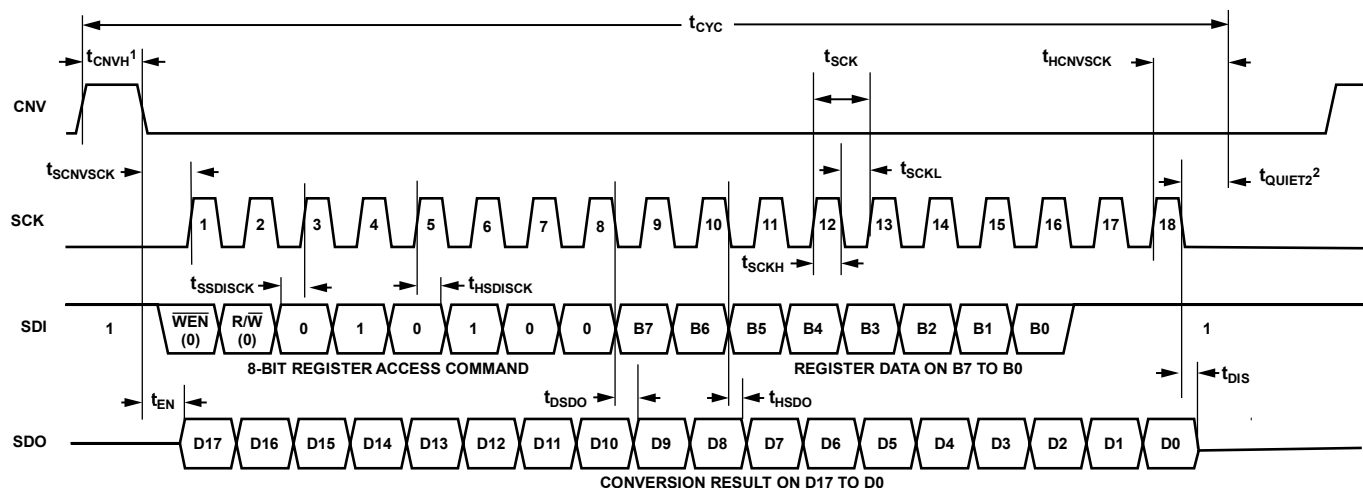 tCYC
tCNVH1 tSCK tHCNVSCK
CNV
tSCNVSCK tSCKL tQUIET22
SCK 1 2 3 4 5 6 7 8 9 10 11 12 13 14 15 16 17 18
tSSDISCK tHSDISCK tSCKH
SDI 1 WEN (0) R/W (0) 0 1 0 1 0 0 B7 B6 B5 B4 B3 B2 B1 B0 1
8-BIT REGISTER ACCESS COMMAND REGISTER DATA ON B7 TO B0
tEN tDSDO tHSDO tDIS
SDO D17 D16 D15 D14 D13 D12 D11 D10 D9 D8 D7 D6 D5 D4 D3 D2 D1 D0
CONVERSION RESULT ON D17 TO D0